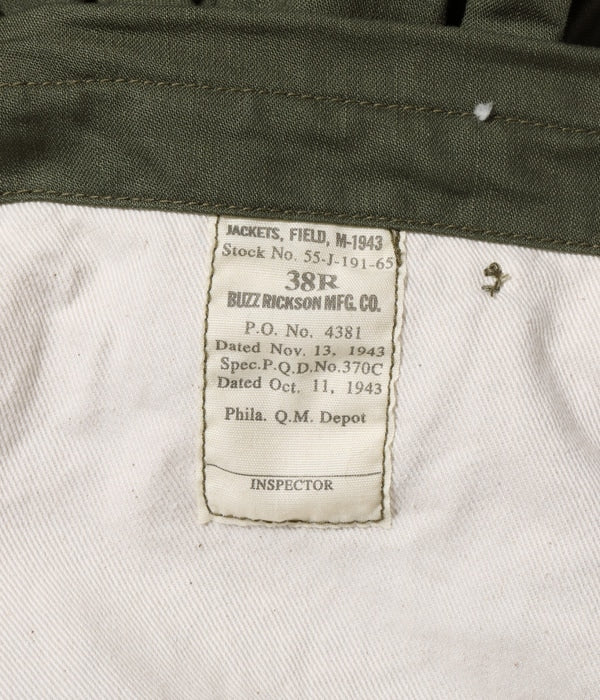 JACKETS, FIELD, M-1943
Stock No. 55-J-191-65
38R
BUZZ RICKSON MFG. CO.
P.O. No. 4381
Dated Nov. 13, 1943
Spec.P.Q.D.No.370C
Dated Oct. 11, 1943
Phila. Q.M. Depot
INSPECTOR